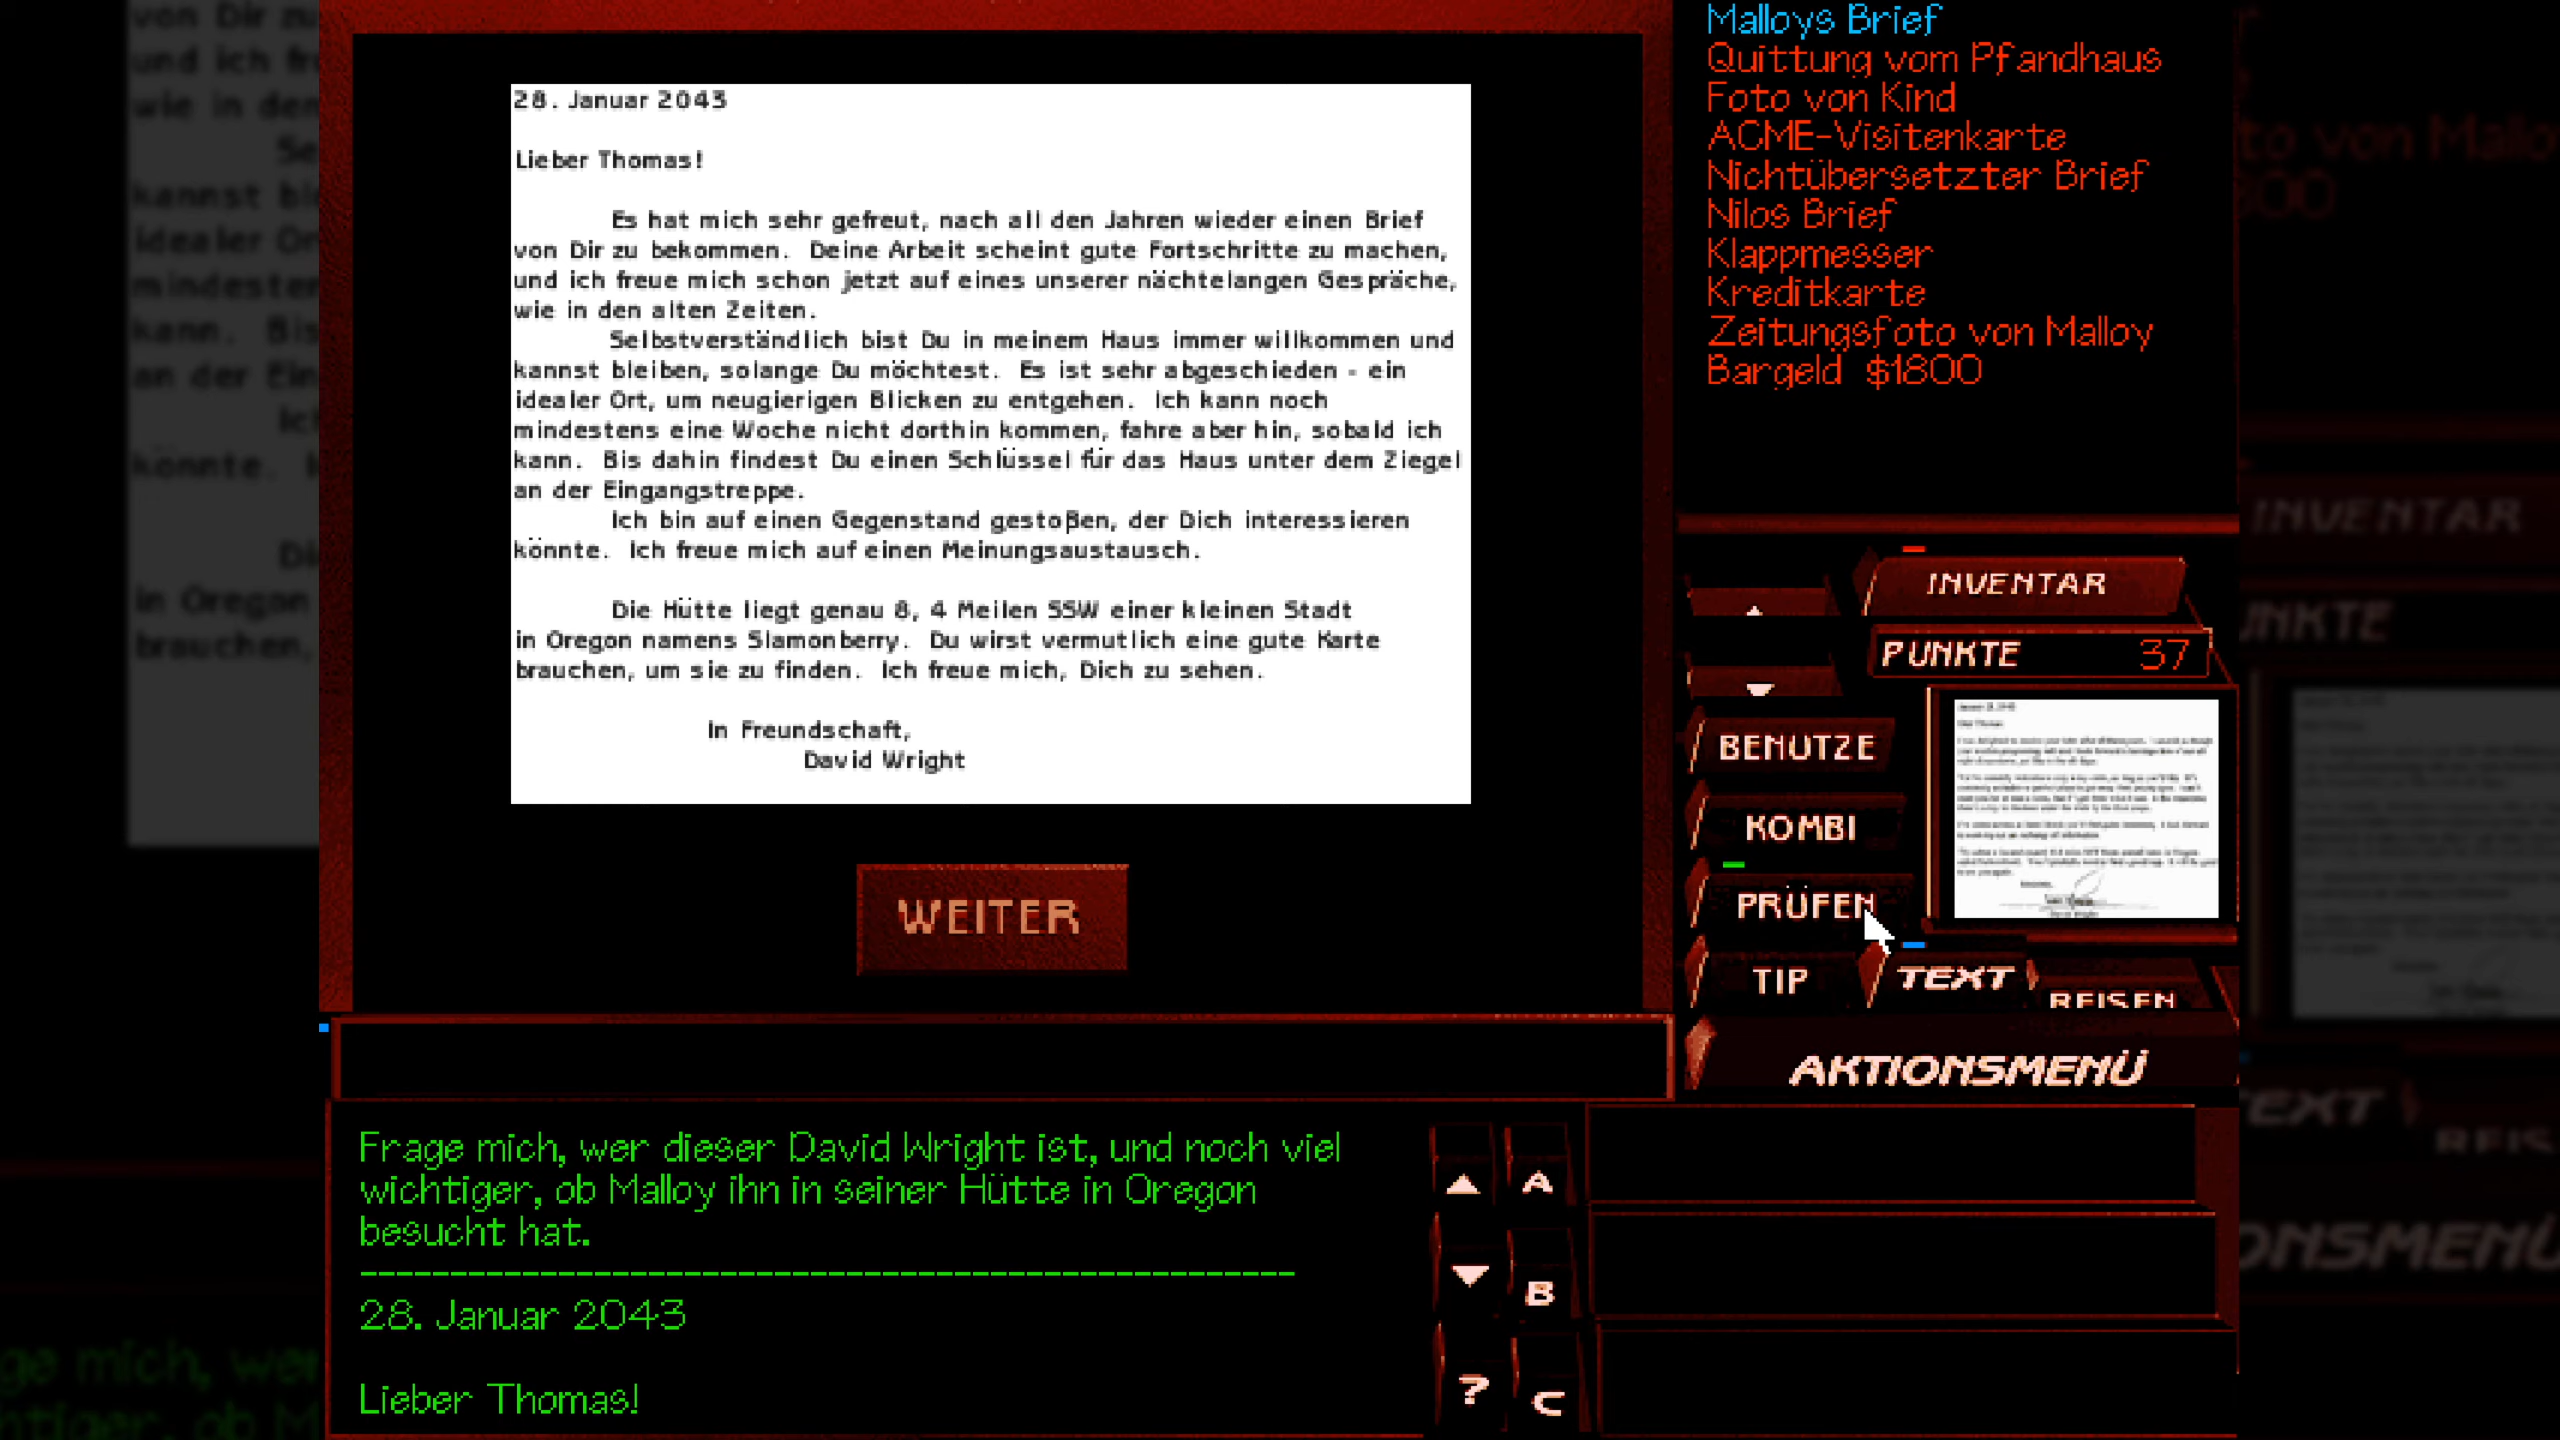 28. Januar 2043
Lieber Thomas!
Es hat mich sehr gefreut, nach all den Jahren wieder einen Brief
von Dir zu bekommen. Deine Arbeit scheint gute Fortschritte zu machen,
und ich freue mich schon jetzt auf eines unserer nächtelangen Gespräche,
wie in den alten Zeiten.
Selbstverständlich bist Du in meinem Haus immer willkommen und
kannst bleiben, solange Du möchtest. Es ist sehr abgeschieden - ein
idealer Ort, um neugierigen Blicken zu entgehen. Ich kann noch
mindestens eine Woche nicht dorthin kommen, fahre aber hin, sobald ich
kann. Bis dahin findest Du einen Schlüssel für das Haus unter dem Ziegel
an der Eingangstreppe.
Ich bin auf einen Gegenstand gestoßen, der Dich interessieren
könnte. Ich freue mich auf einen Meinungsaustausch.
Die Hütte liegt genau 8, 4 Meilen SSW einer kleinen Stadt
in Oregon namens Slamonberry. Du wirst vermutlich eine gute Karte
brauchen, um sie zu finden. Ich freue mich, Dich zu sehen.
In Freundschaft,
David Wright
WEITER
Malloys Brief
Quittung vom Pfandhaus
Foto von Kind
ACME-Visitenkarte
Nichtübersetzter Brief
Nilos Brief
Klappmesser
Kreditkarte
Zeitungsfoto von Malloy
Bargeld $1800
INVENTAR
PUNKTE 37
BENUTZE
KOMBI
PRÜFEN
TIP
TEXT
REISEN
AKTIONSMENÜ
Frage mich, wer dieser David Wright ist, und noch viel
wichtiger, ob Malloy ihn in seiner Hütte in Oregon
besucht hat.
----------------------------------------------------
28. Januar 2043
Lieber Thomas!
A
B
?
C